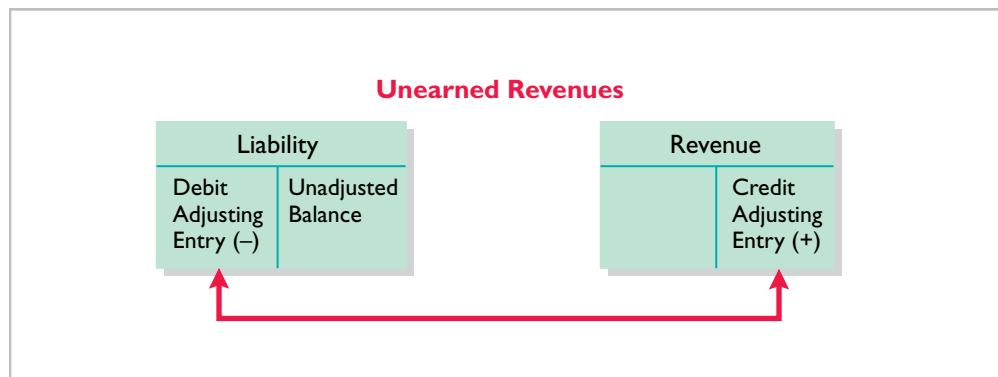 Unearned Revenues
Liability
Debit
Adjusting
Entry (–)
Unadjusted
Balance
Revenue
Credit
Adjusting
Entry (+)